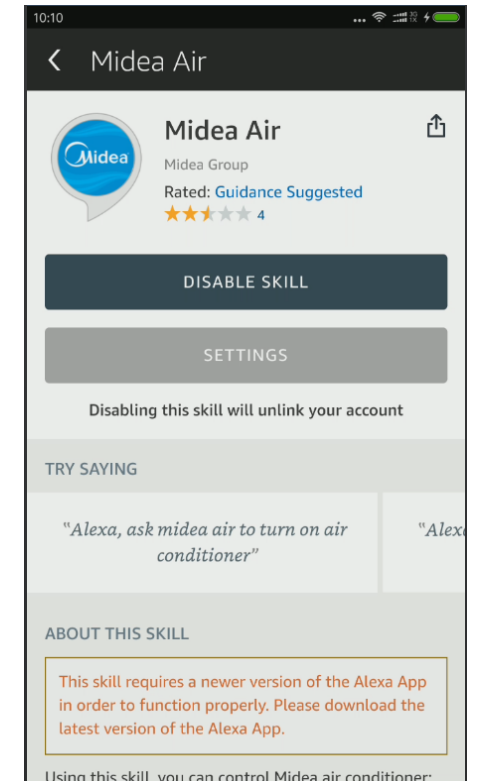 10:10
Midea Air
Midea
Midea Air
Midea Group
Rated: Guidance Suggested
4
DISABLE SKILL
SETTINGS
Disabling this skill will unlink your account
TRY SAYING
"Alexa, ask midea air to turn on air
conditioner"
"Alexa
ABOUT THIS SKILL
This skill requires a newer version of the Alexa App
in order to function properly. Please download the
latest version of the Alexa App.
Using this skill, you can control Midea air conditioner: